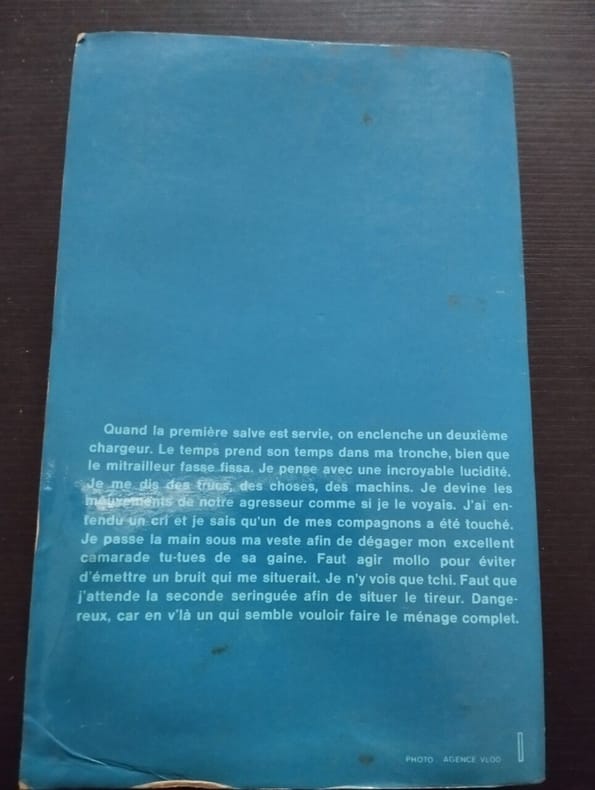 Quand la première salve est servie, on enclenche un deuxième
chargeur. Le temps prend son temps dans ma tronche, bien que
le mitrailleur fasse fissa. Je pense avec une incroyable lucidité.
Je me dis des trucs, des choses, des machins. Je devine les
mouvements de notre agresseur comme si je le voyais. J'ai en-
tendu un cri et je sais qu'un de mes compagnons a été touché.
Je passe la main sous ma veste afin de dégager mon excellent
camarade tu-tues de sa gaine. Faut agir mollo pour éviter
d'émettre un bruit qui me situerait. Je n'y vois que tchi. Faut que
j'attende la seconde seringuée afin de situer le tireur. Dange-
reux, car en v'là un qui semble vouloir faire le ménage complet.
PHOTO . AGENCE VLOO